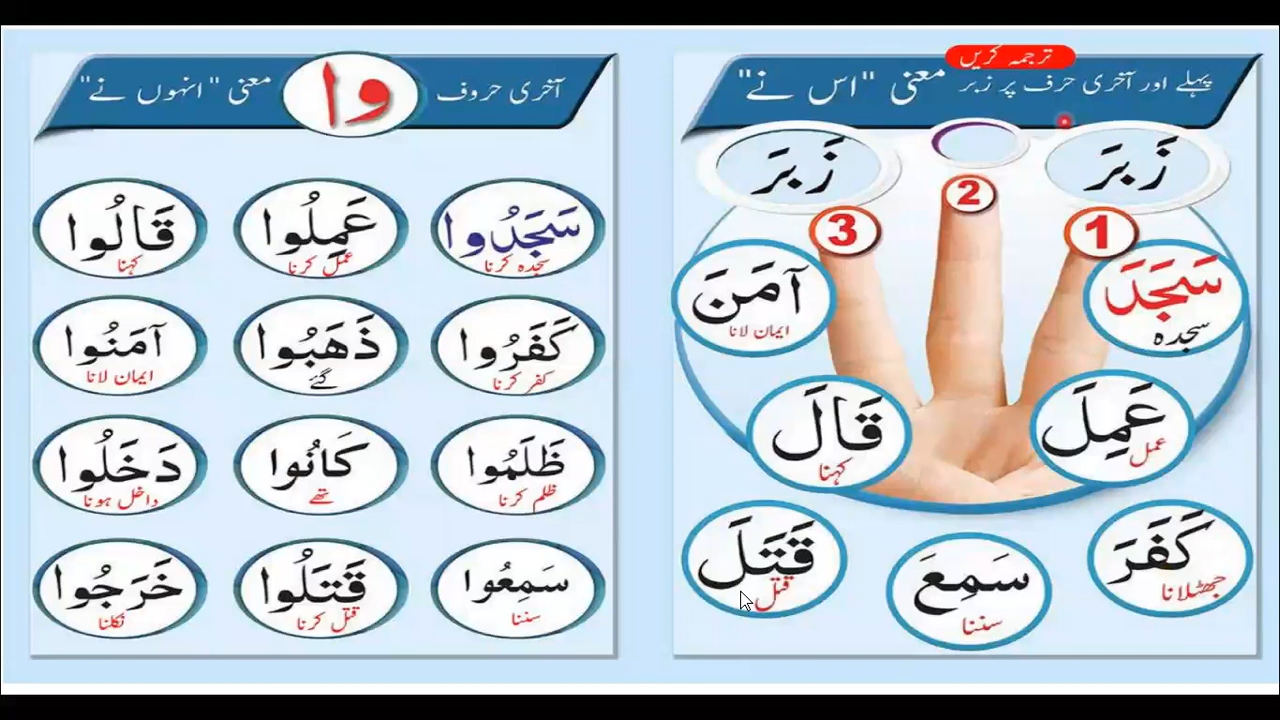 ترجمہ کریں
پہلے اور آخری حرف پر زبر معنی "اس نے"
زَبَرَ
زَبَرَ
1
2
3
سَجَدَ
سجدہ
آمَنَ
ایمان لانا
عَمِلَ
عمل
قَالَ
کہنا
كَفَرَ
جھٹلانا
سَمِعَ
سننا
قَتَلَ
قتل
آخری حروف وا معنی "انہوں نے"
سَجَدُوا
سجدہ کرنا
عَمِلُوا
عمل کرنا
قَالُوا
کہنا
كَفَرُوا
کفر کرنا
ذَهَبُوا
گئے
آمَنُوا
ایمان لانا
ظَلَمُوا
ظلم کرنا
كَانُوا
تھے
دَخَلُوا
داخل ہونا
سَمِعُوا
سننا
قَتَلُوا
قتل کرنا
خَرَجُوا
نکلنا